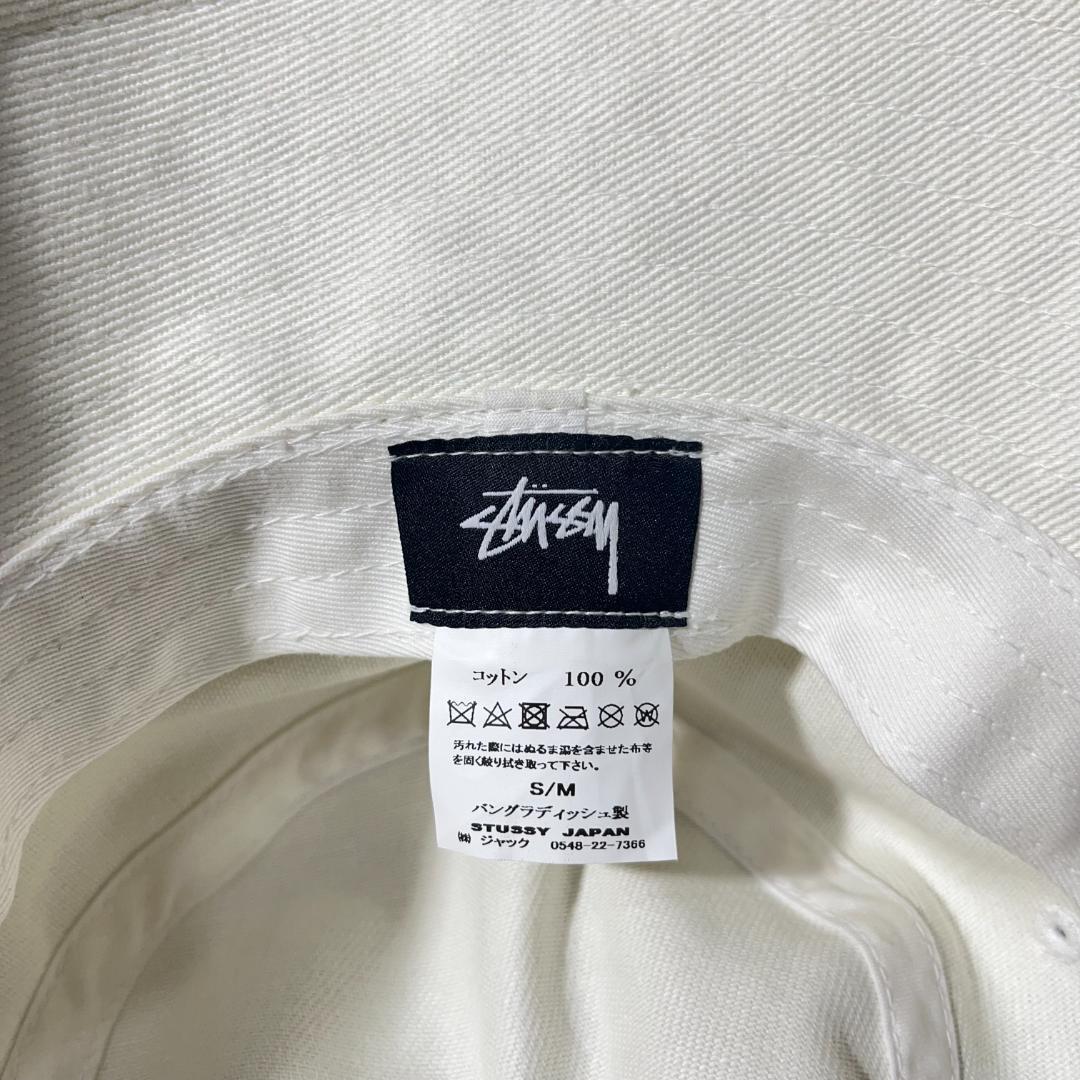 Stüssy
コットン 100 %
汚れた際にはぬるま湯を含ませた布等
を固く絞り拭き取って下さい。
S/M
バングラディッシュ製
STUSSY JAPAN
㈱ ジャック 0548-22-7366